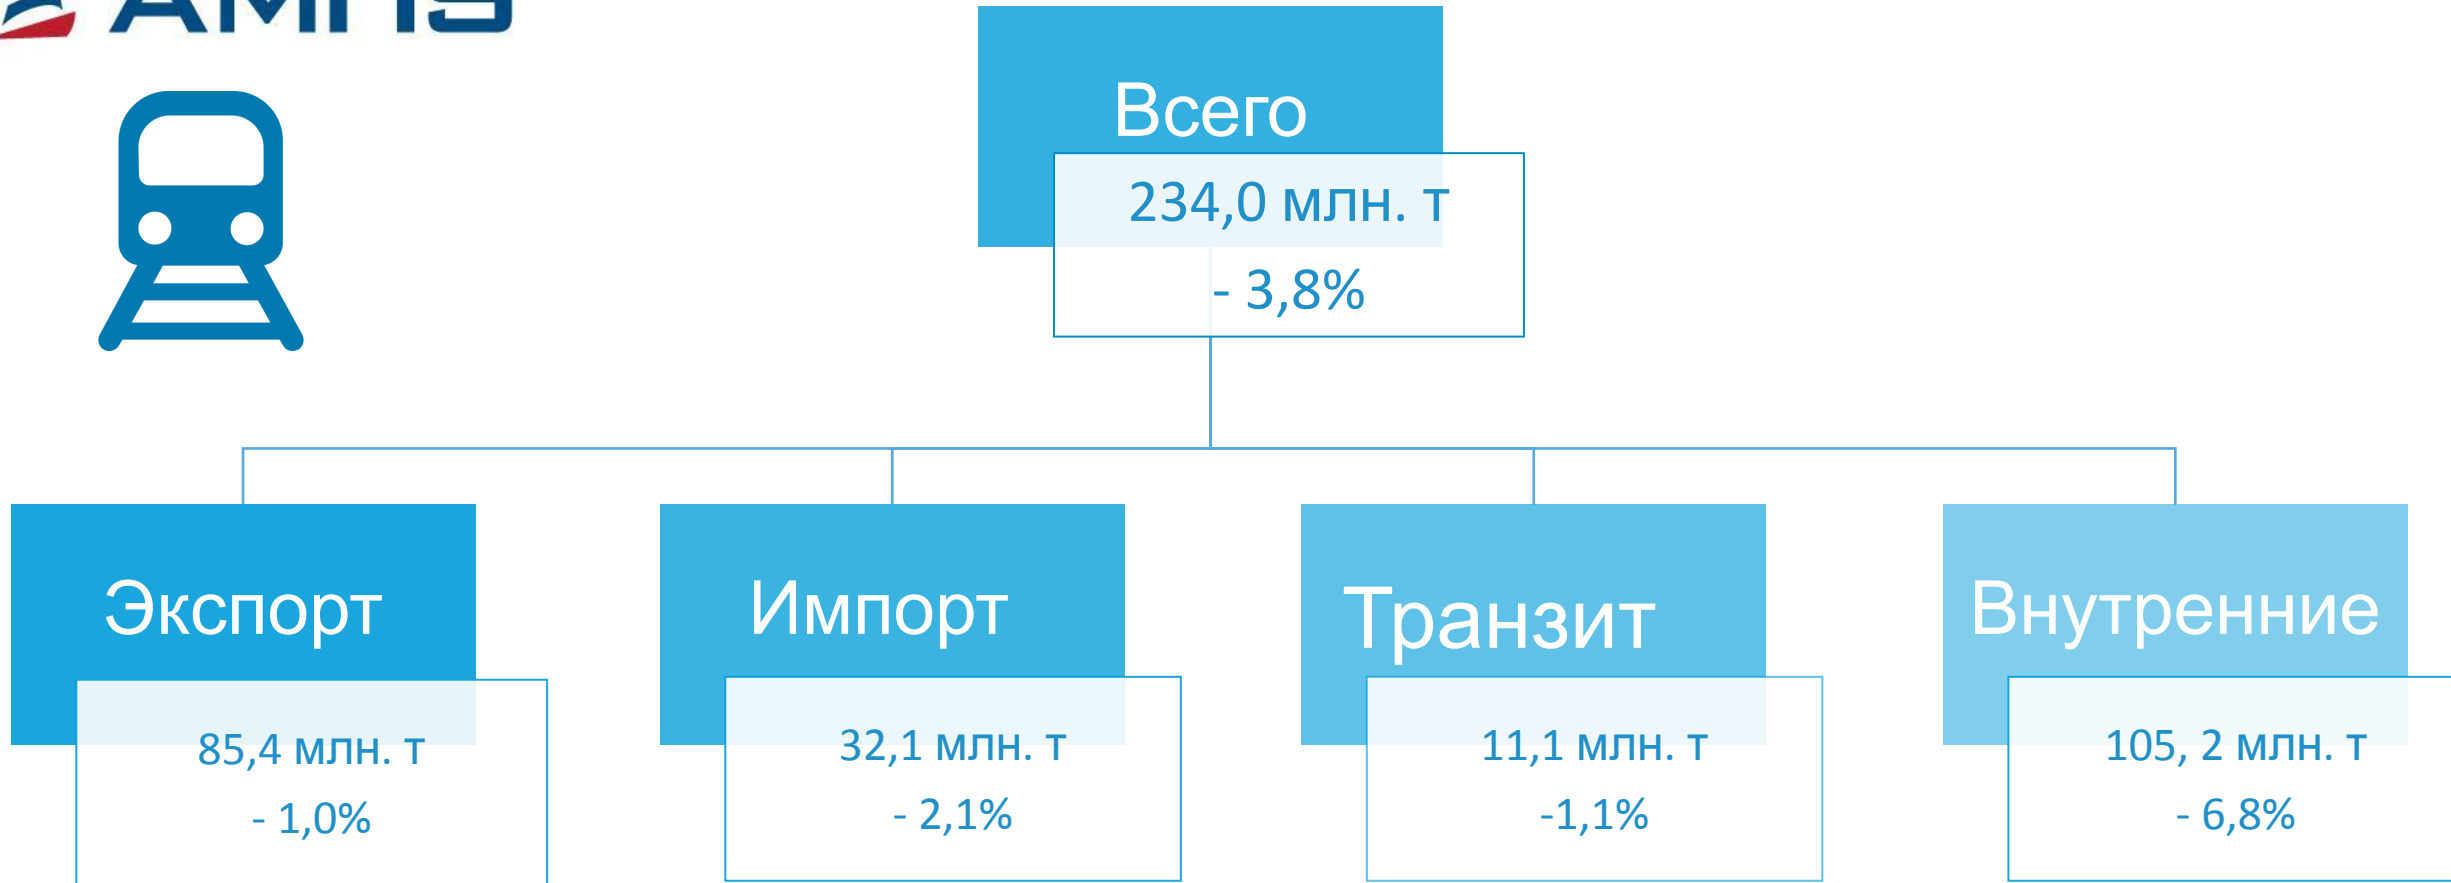 АМПУ
Всего
234,0 млн. т
- 3,8%
Экспорт
85,4 млн. т
- 1,0%
Импорт
32,1 млн. т
- 2,1%
Транзит
11,1 млн. т
-1,1%
Внутренние
105, 2 млн. т
- 6,8%